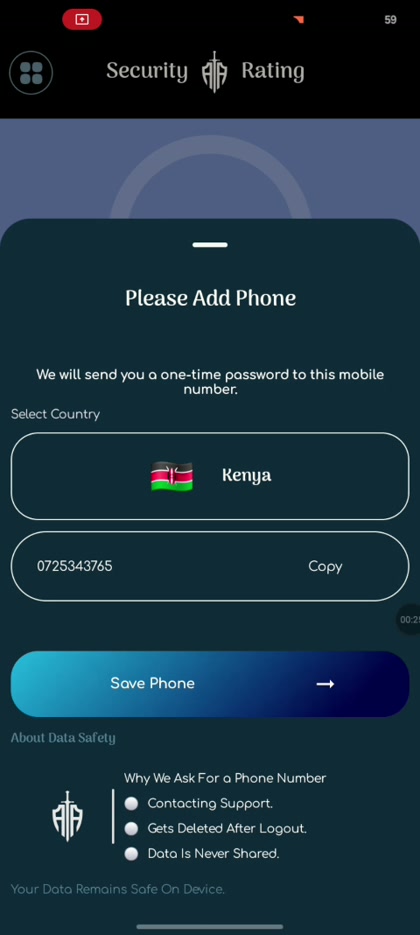 59
Security Rating
Please Add Phone
We will send you a one-time password to this mobile
number.
Select Country
Kenya
0725343765 Copy
Save Phone →
About Data Safety
Why We Ask For a Phone Number
Contacting Support.
Gets Deleted After Logout.
Data Is Never Shared.
Your Data Remains Safe On Device.